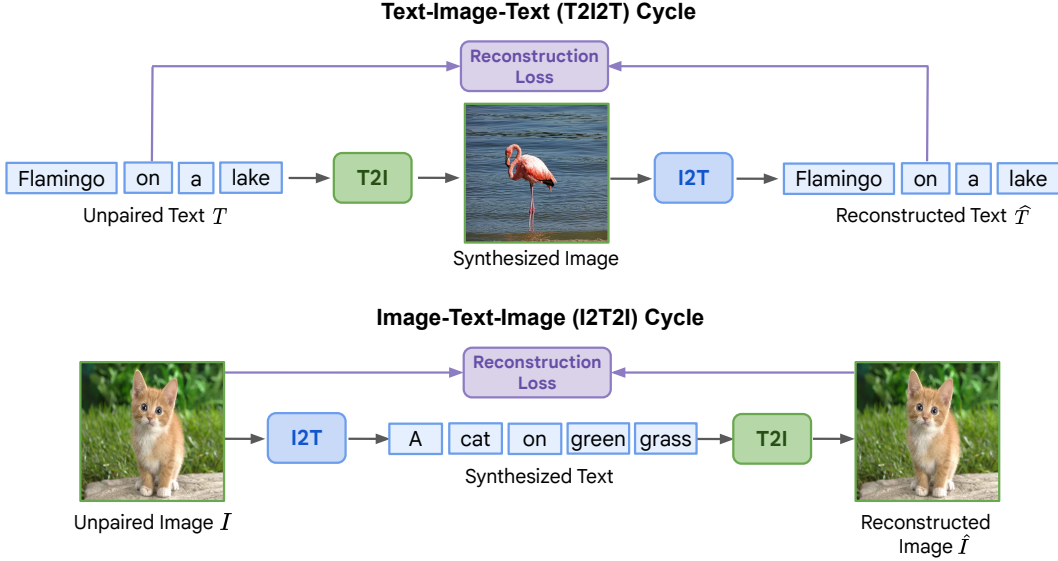 Text-Image-Text (T2I2T) Cycle
Reconstruction
Loss
Flamingo on a lake
T2I
I2T
Flamingo on a lake
Unpaired Text T
Synthesized Image
Reconstructed Text T̂
Image-Text-Image (I2T2I) Cycle
Reconstruction
Loss
I2T
A cat on green grass
T2I
Synthesized Text
Unpaired Image I
Reconstructed
Image Î